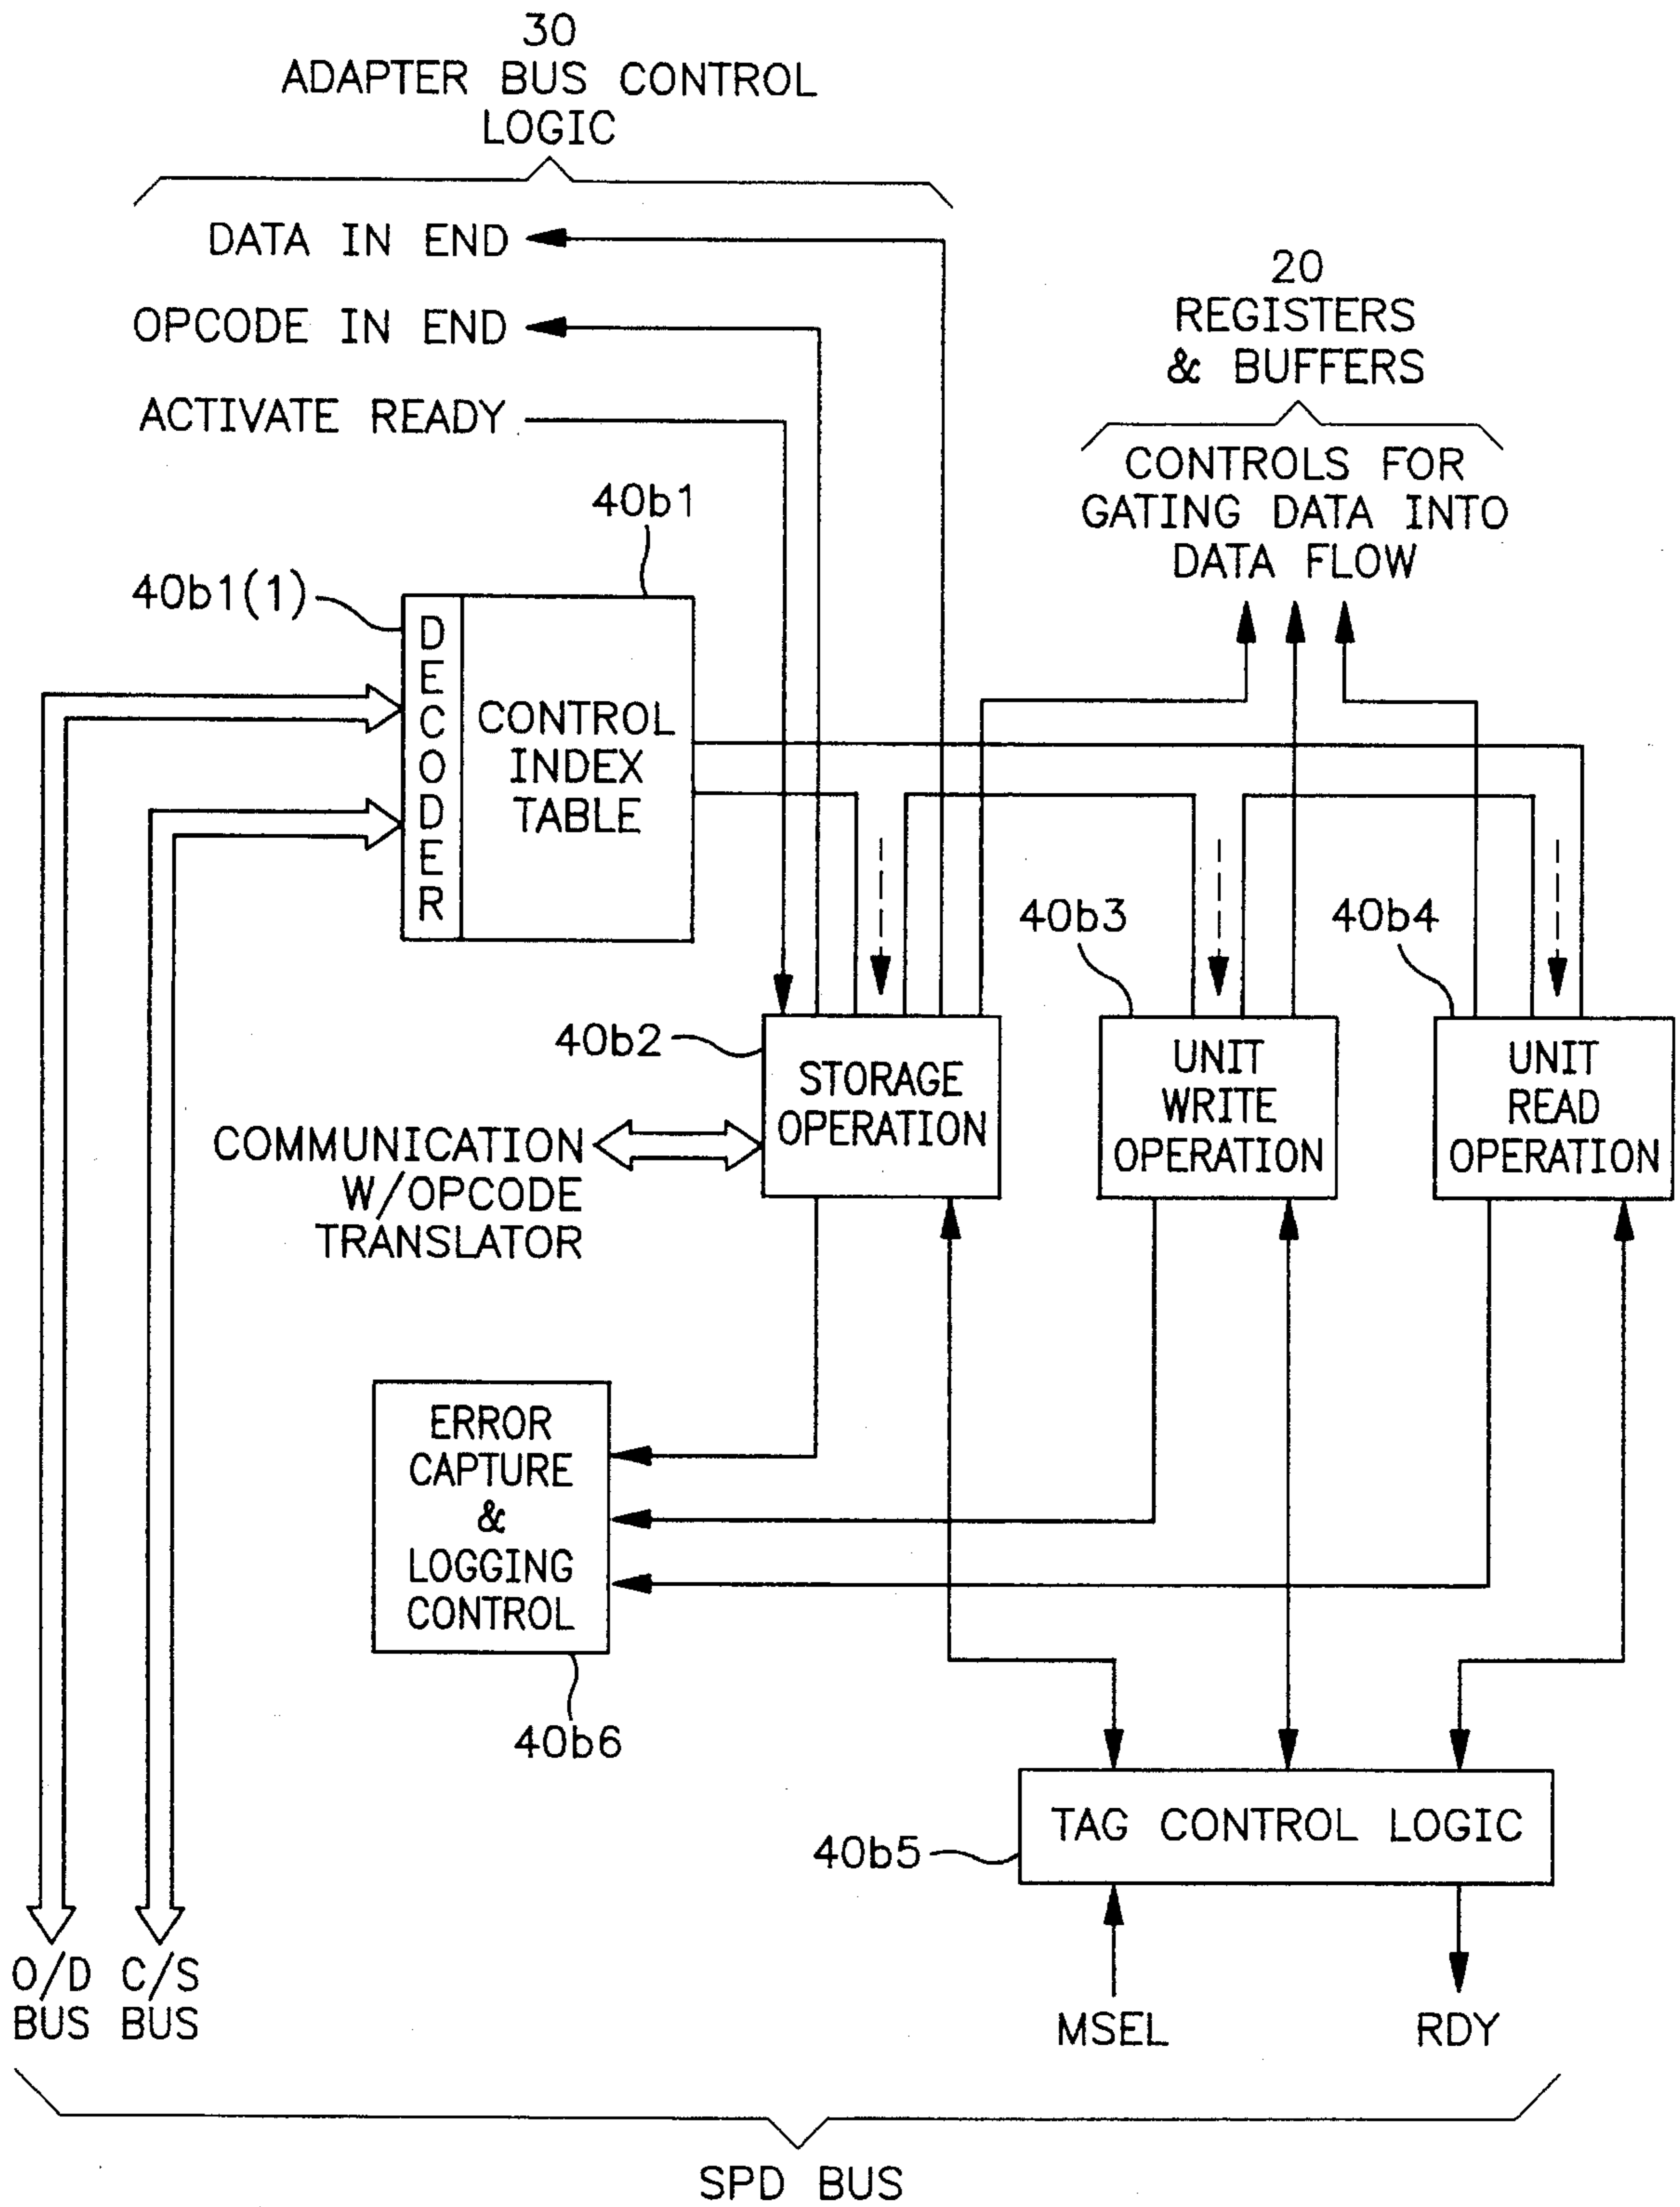 30
ADAPTER BUS CONTROL
LOGIC
DATA IN END
OPCODE IN END
ACTIVATE READY
20
REGISTERS
& BUFFERS
CONTROLS FOR
GATING DATA INTO
DATA FLOW
40b1
40b1(1)
DECODER
CONTROL
INDEX
TABLE
40b2
STORAGE
OPERATION
40b3
UNIT
WRITE
OPERATION
40b4
UNIT
READ
OPERATION
COMMUNICATION
W/OPCODE
TRANSLATOR
ERROR
CAPTURE
&
LOGGING
CONTROL
40b6
TAG CONTROL LOGIC
40b5
O/D BUS
C/S BUS
MSEL
RDY
SPD BUS